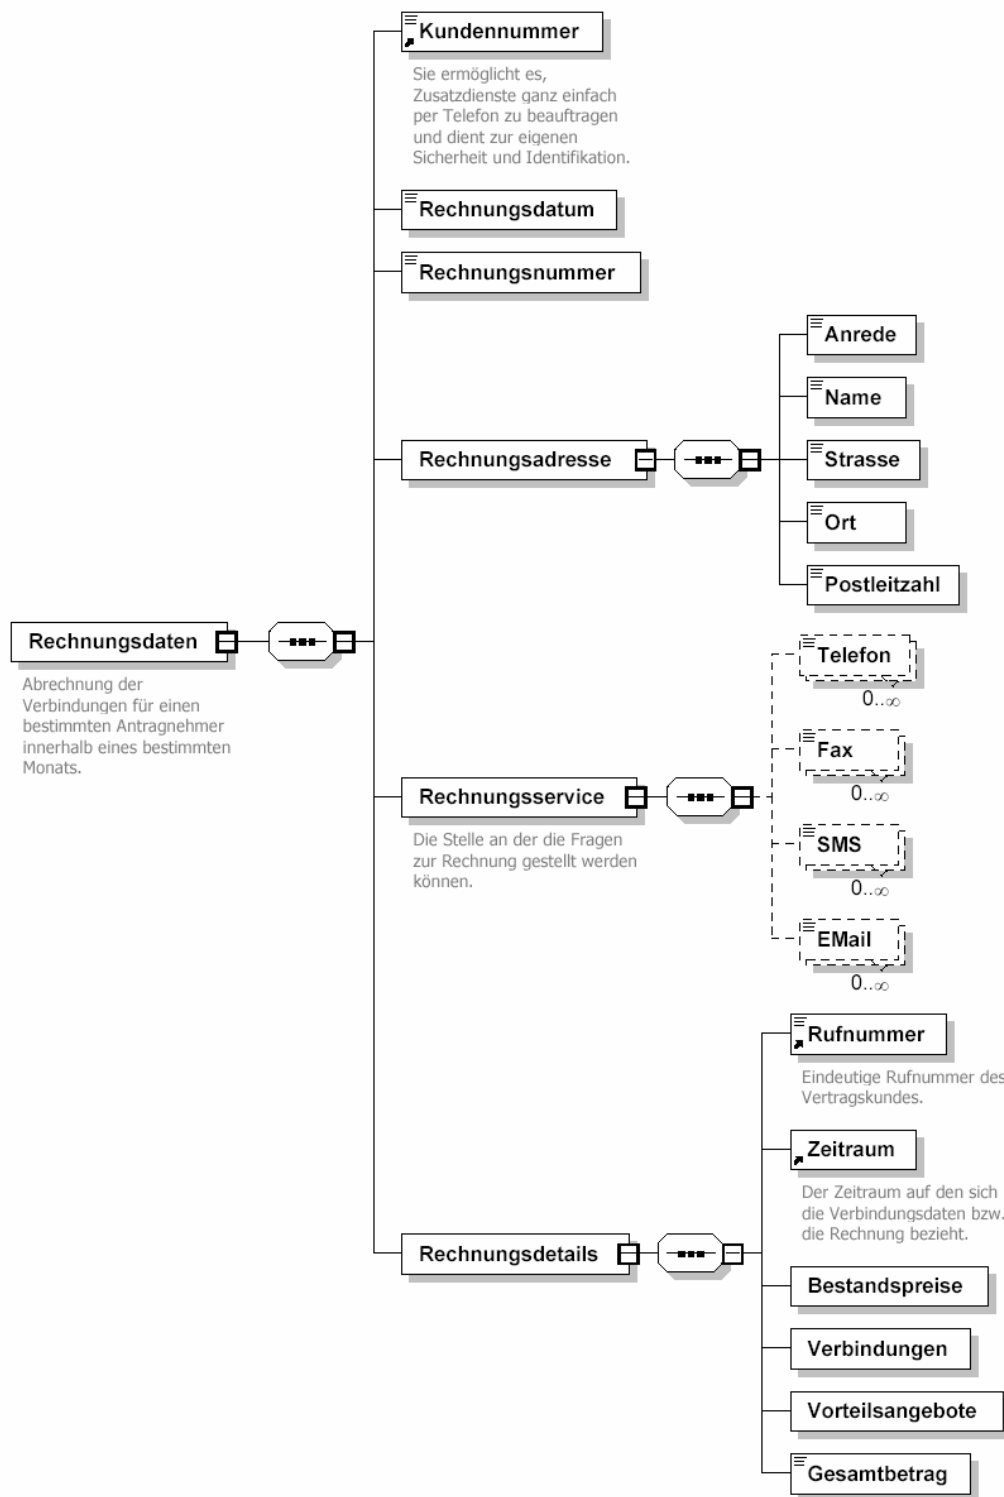 Kundennummer
Sie ermöglicht es,
Zusatzdienste ganz einfach
per Telefon zu beauftragen
und dient zur eigenen
Sicherheit und Identifikation.
Rechnungsdatum
Rechnungsnummer
Anrede
Name
Rechnungsadresse
Strasse
Ort
Postleitzahl
Rechnungsdaten
Abrechnung der
Verbindungen für einen
bestimmten Antragnehmer
innerhalb eines bestimmten
Monats.
Telefon
0..∞
Fax
0..∞
Rechnungsservice
Die Stelle an der die Fragen
zur Rechnung gestellt werden
können.
SMS
0..∞
EMail
0..∞
Rufnummer
Eindeutige Rufnummer des
Vertragskundes.
Zeitraum
Der Zeitraum auf den sich
die Verbindungsdaten bzw.
die Rechnung bezieht.
Rechnungsdetails
Bestandspreise
Verbindungen
Vorteilsangebote
Gesamtbetrag